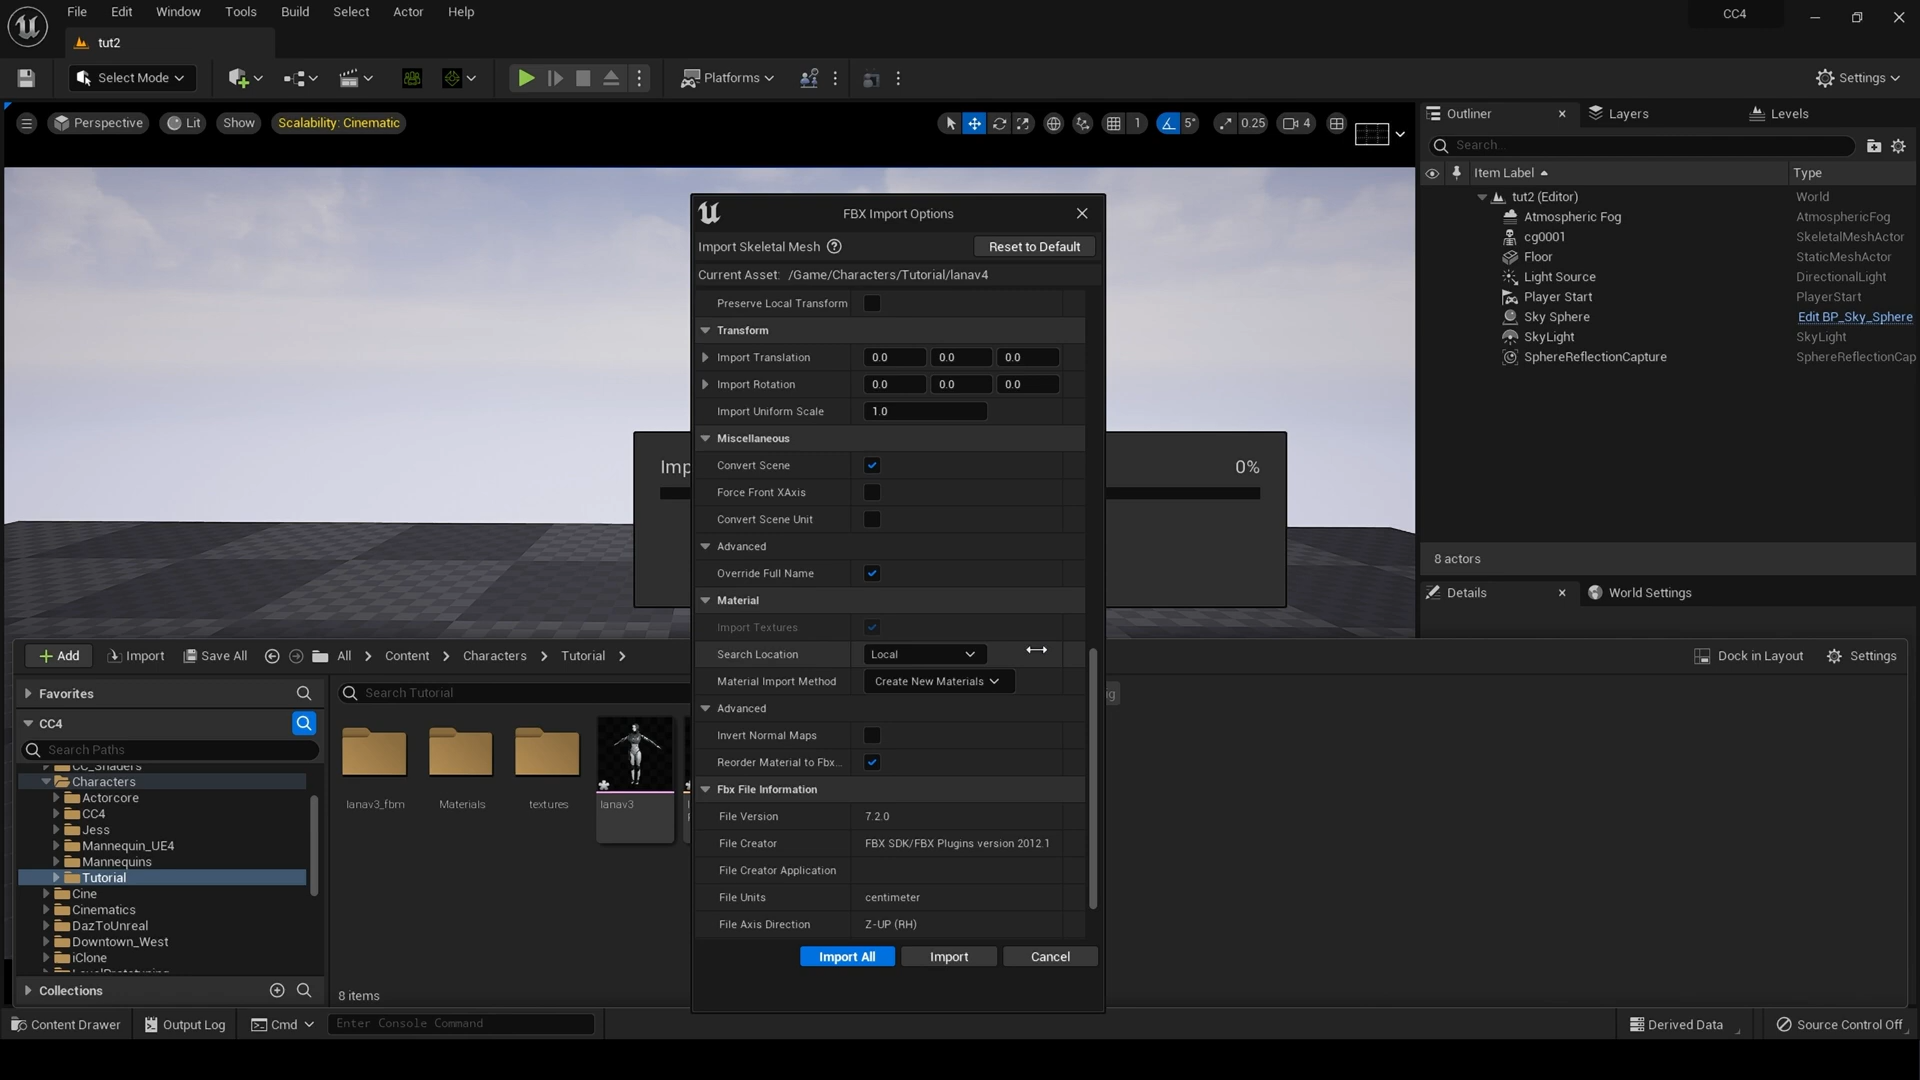 File Edit Window Tools Build Select Actor Help
CC4
tut2
Select Mode
Platforms
Settings
Perspective Lit Show Scalability: Cinematic
1 5° 0.25 4
Outliner Layers Levels
Search...
Item Label Type
tut2 (Editor) World
Atmospheric Fog AtmosphericFog
cg0001 SkeletalMeshActor
Floor StaticMeshActor
Light Source DirectionalLight
Player Start PlayerStart
Sky Sphere Edit BP_Sky_Sphere
SkyLight SkyLight
SphereReflectionCapture SphereReflectionCap
8 actors
Details World Settings
FBX Import Options
Import Skeletal Mesh Reset to Default
Current Asset: /Game/Characters/Tutorial/lanav4
Preserve Local Transform
Transform
Import Translation 0.0 0.0 0.0
Import Rotation 0.0 0.0 0.0
Import Uniform Scale 1.0
Miscellaneous
Convert Scene
Force Front XAxis
Convert Scene Unit
Advanced
Override Full Name
Material
Import Textures
Search Location Local
Material Import Method Create New Materials
Advanced
Invert Normal Maps
Reorder Material to Fbx...
Fbx File Information
File Version 7.2.0
File Creator FBX SDK/FBX Plugins version 2012.1
File Creator Application
File Units centimeter
File Axis Direction Z-UP (RH)
Import All Import Cancel
Imp 0%
Add Import Save All All Content Characters Tutorial
Dock in Layout Settings
Favorites
Search Tutorial
CC4
Search Paths
CC_Shaders
Characters
Actorcore
CC4
Jess
Mannequin_UE4
Mannequins
Tutorial
Cine
Cinematics
DazToUnreal
Downtown_West
iClone
Collections
lanav3_fbm Materials textures lanav3
8 items
Content Drawer Output Log Cmd Enter Console Command
Derived Data Source Control Off